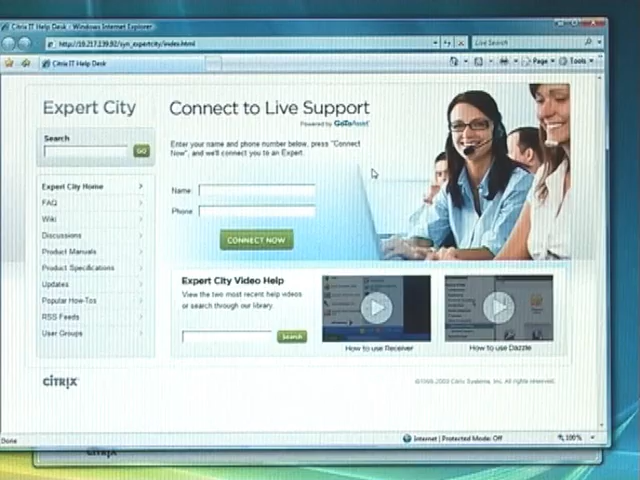 Citrix IT Help Desk - Windows Internet Explorer
http://10.217.139.92/syn_expertcity/index.html
Live Search
Citrix IT Help Desk
Page
Tools
Expert City
Connect to Live Support
Powered by GoToAssist
Search
GO
Enter your name and phone number below, press "Connect
Now", and we'll connect you to an Expert.
Name:
Phone:
CONNECT NOW
Expert City Home
FAQ
Wiki
Discussions
Product Manuals
Product Specifications
Updates
Popular How-Tos
RSS Feeds
User Groups
Expert City Video Help
View the two most recent help videos
or search through our library.
Search
How to use Receiver
How to use Dazzle
CITRIX
Citrix Systems, Inc. All rights reserved.
Done
Internet | Protected Mode: Off
100%